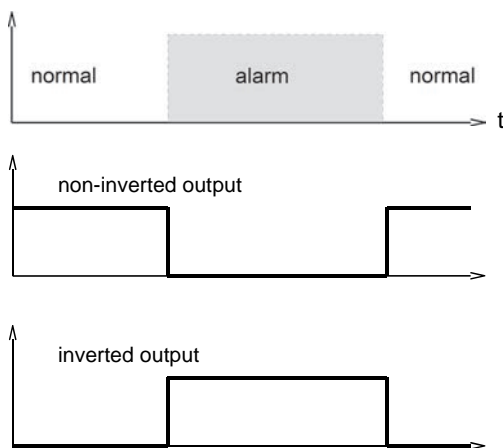 normal alarm normal
t
non-inverted output
inverted output